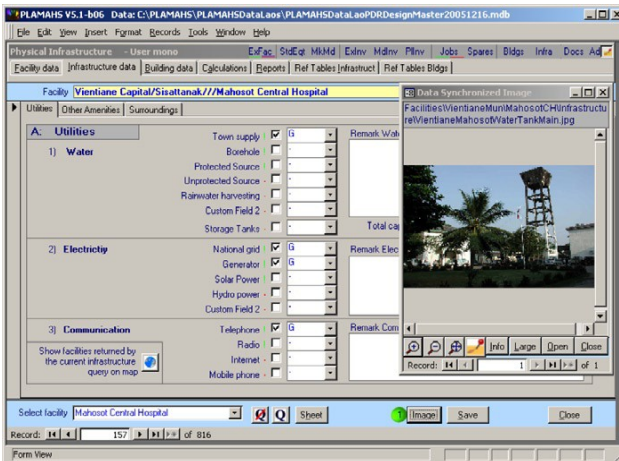 PLAMAHS V5.1-b06 Data: C:\PLAMAHS\PLAMAHSDataLaos\PLAMAHSDataLaoPDRDesignMaster20051216.mdb
File Edit View Insert Format Records Tools Window Help
Physical Infrastructure - User mono ExFac StdEqt MkMd ExInv MdInv PlInv Jobs Spares Bldgs Infra Docs Ad
Facility data Infrastructure data Building data Calculations Reports Ref Tables Infrastruct Ref Tables Bldgs
Facility Vientiane Capital/Sisattanak///Mahosot Central Hospital
Utilities Other Amenities Surroundings
A: Utilities
1) Water
Town supply G Remark Wate
Borehole
Protected Source
Unprotected Source
Rainwater harvesting
Custom Field 2
Storage Tanks Total cap
2) Electrictiy
National grid G Remark Elec
Generator G
Solar Power
Hydro power
Custom Field 2
3) Communication
Telephone G Remark Com
Radio
Internet
Mobile phone
Show facilities returned by
the current infrastructure
query on map
Data Synchronized Image
Facilities\VientianeMun\MahosotCH\Infrastructu
re\VientianeMahosotWaterTankMain.jpg
Info Large Open Close
Record: 1 of 1
Select facility Mahosot Central Hospital Q Q Sheet 1 Image Save Close
Record: 157 of 816
Form View